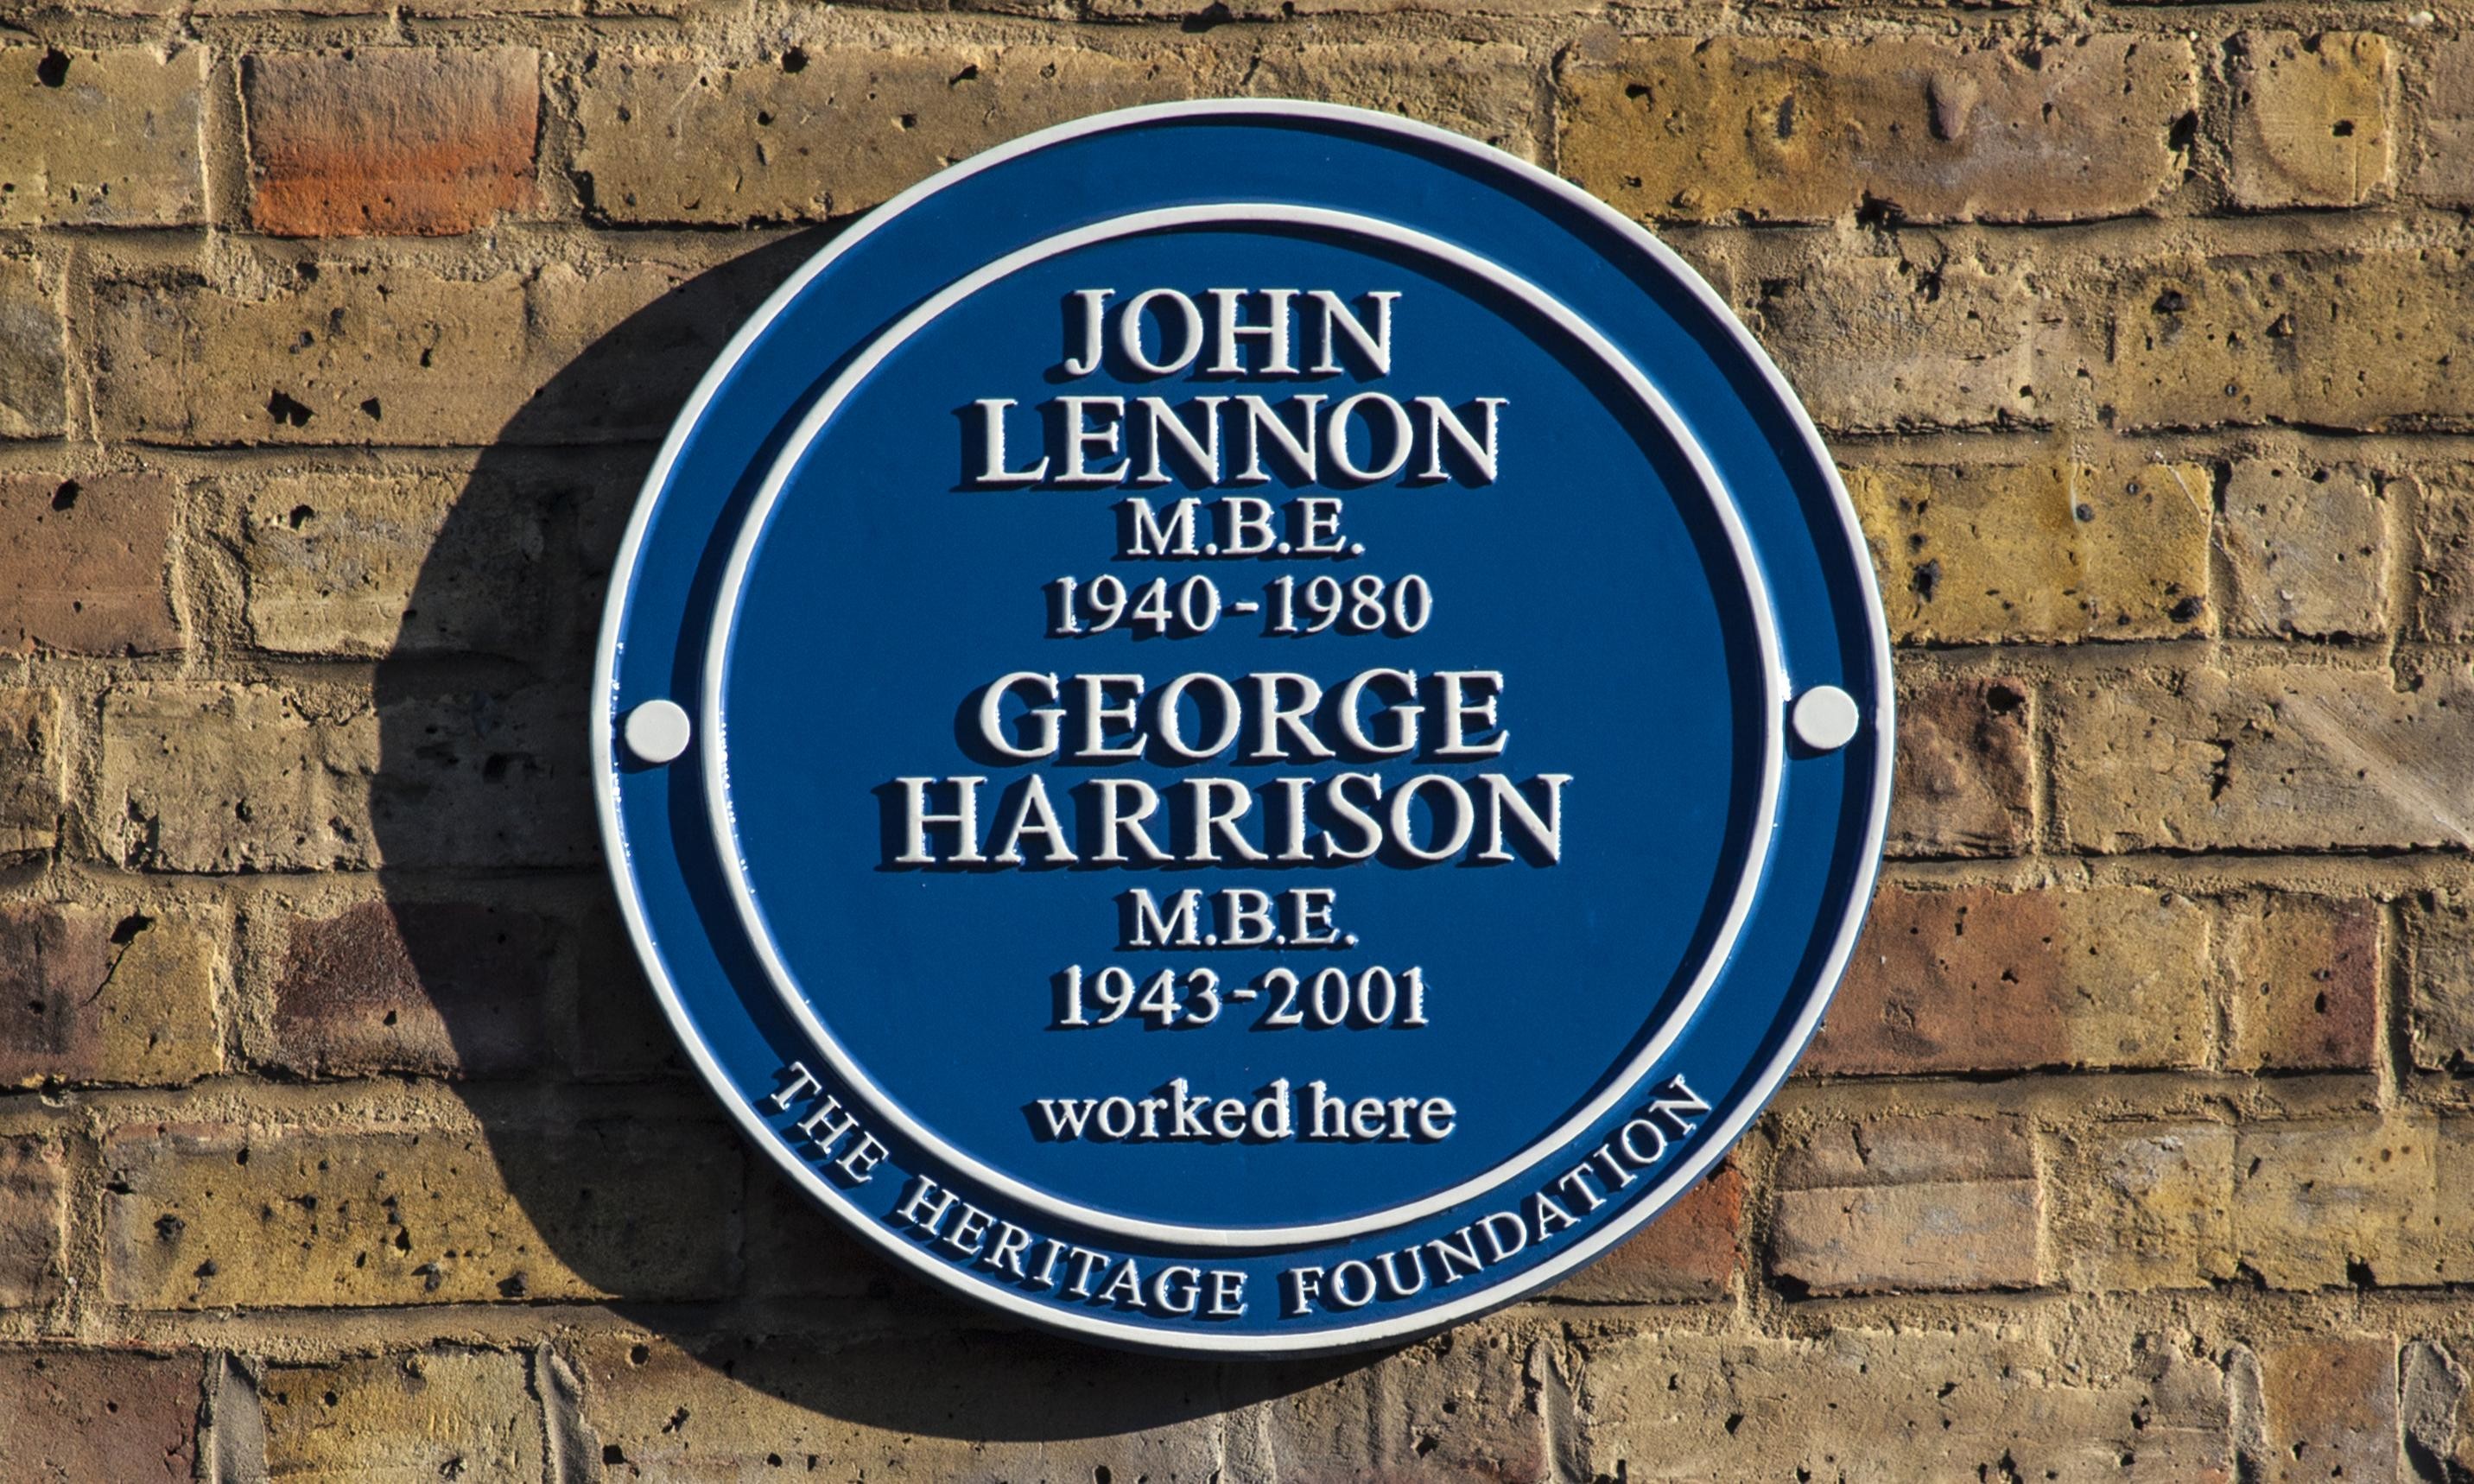 JOHN
LENNON
M.B.E.
1940-1980
GEORGE
HARRISON
M.B.E.
1943-2001
worked here
THE HERITAGE FOUNDATION